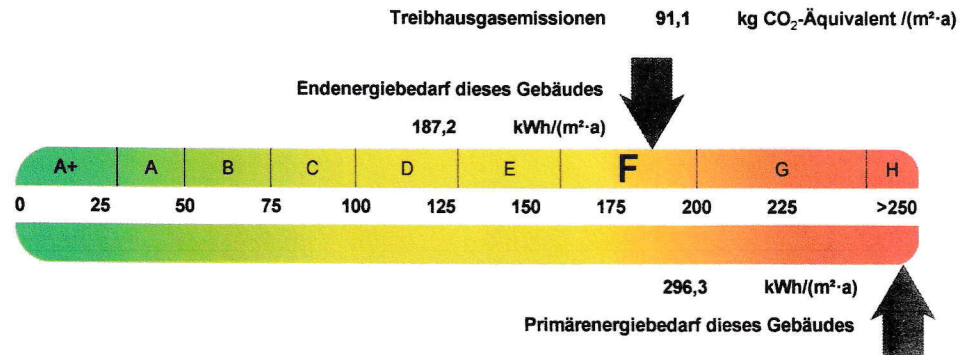 Treibhausgasemissionen 91,1 kg CO₂-Äquivalent /(m²·a)
Endenergiebedarf dieses Gebäudes
187,2 kWh/(m²·a)
A+ A B C D E F G H
0 25 50 75 100 125 150 175 200 225 >250
296,3 kWh/(m²·a)
Primärenergiebedarf dieses Gebäudes